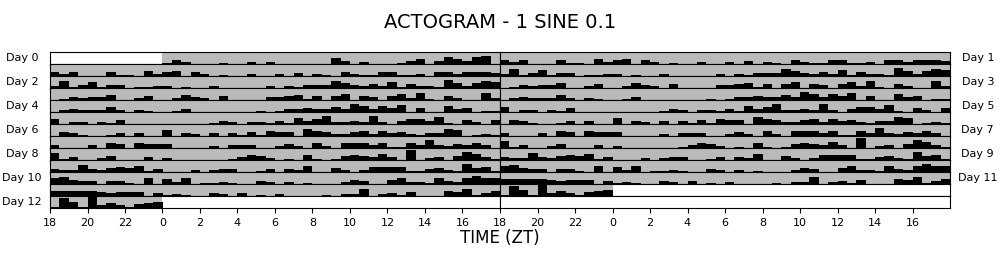 ACTOGRAM - 1 SINE 0.1
Day 0
Day 1
Day 2
Day 3
Day 4
Day 5
Day 6
Day 7
Day 8
Day 9
Day 10
Day 11
Day 12
18 20 22 0 2 4 6 8 10 12 14 16 18 20 22 0 2 4 6 8 10 12 14 16
TIME (ZT)